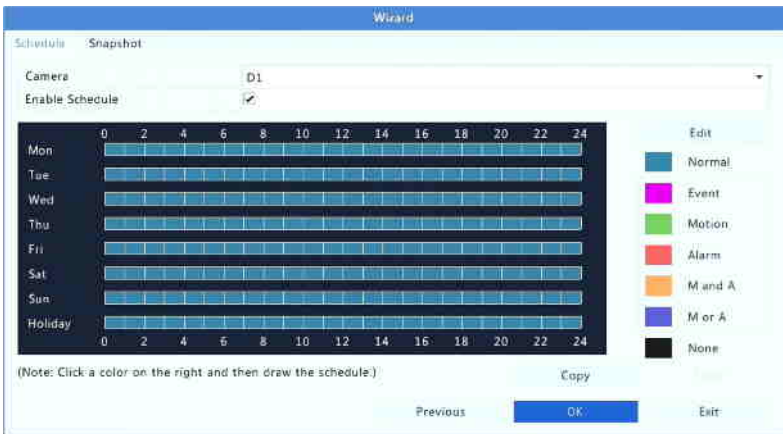 Wizard
Schedule Snapshot
Camera D1
Enable Schedule
0 2 4 6 8 10 12 14 16 18 20 22 24
Edit
Mon
Normal
Tue
Wed
Event
Thu
Motion
Fri
Alarm
Sat
M and A
Sun
M or A
Holiday
0 2 4 6 8 10 12 14 16 18 20 22 24
None
(Note: Click a color on the right and then draw the schedule.)
Copy
Previous OK Exit